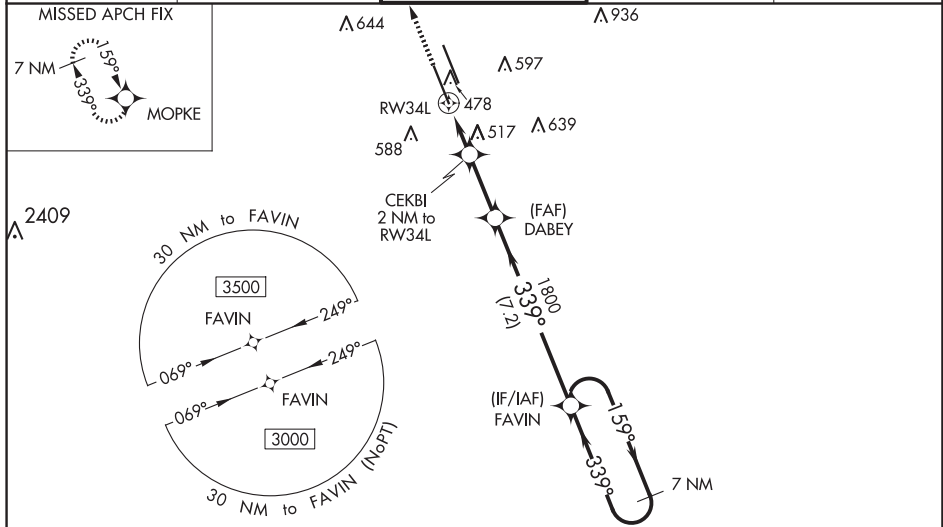 MISSED APCH FIX
7 NM
159°
339°
MOPKE
644
936
597
RW34L
478
588
517
639
CEKBI
2 NM to
RW34L
(FAF)
DABEY
2409
30 NM to FAVIN
3500
FAVIN
249°
069°
249°
069°
FAVIN
3000
30 NM to FAVIN (NoPT)
1800
339°
(7.2)
(IF/IAF)
FAVIN
159°
339°
7 NM